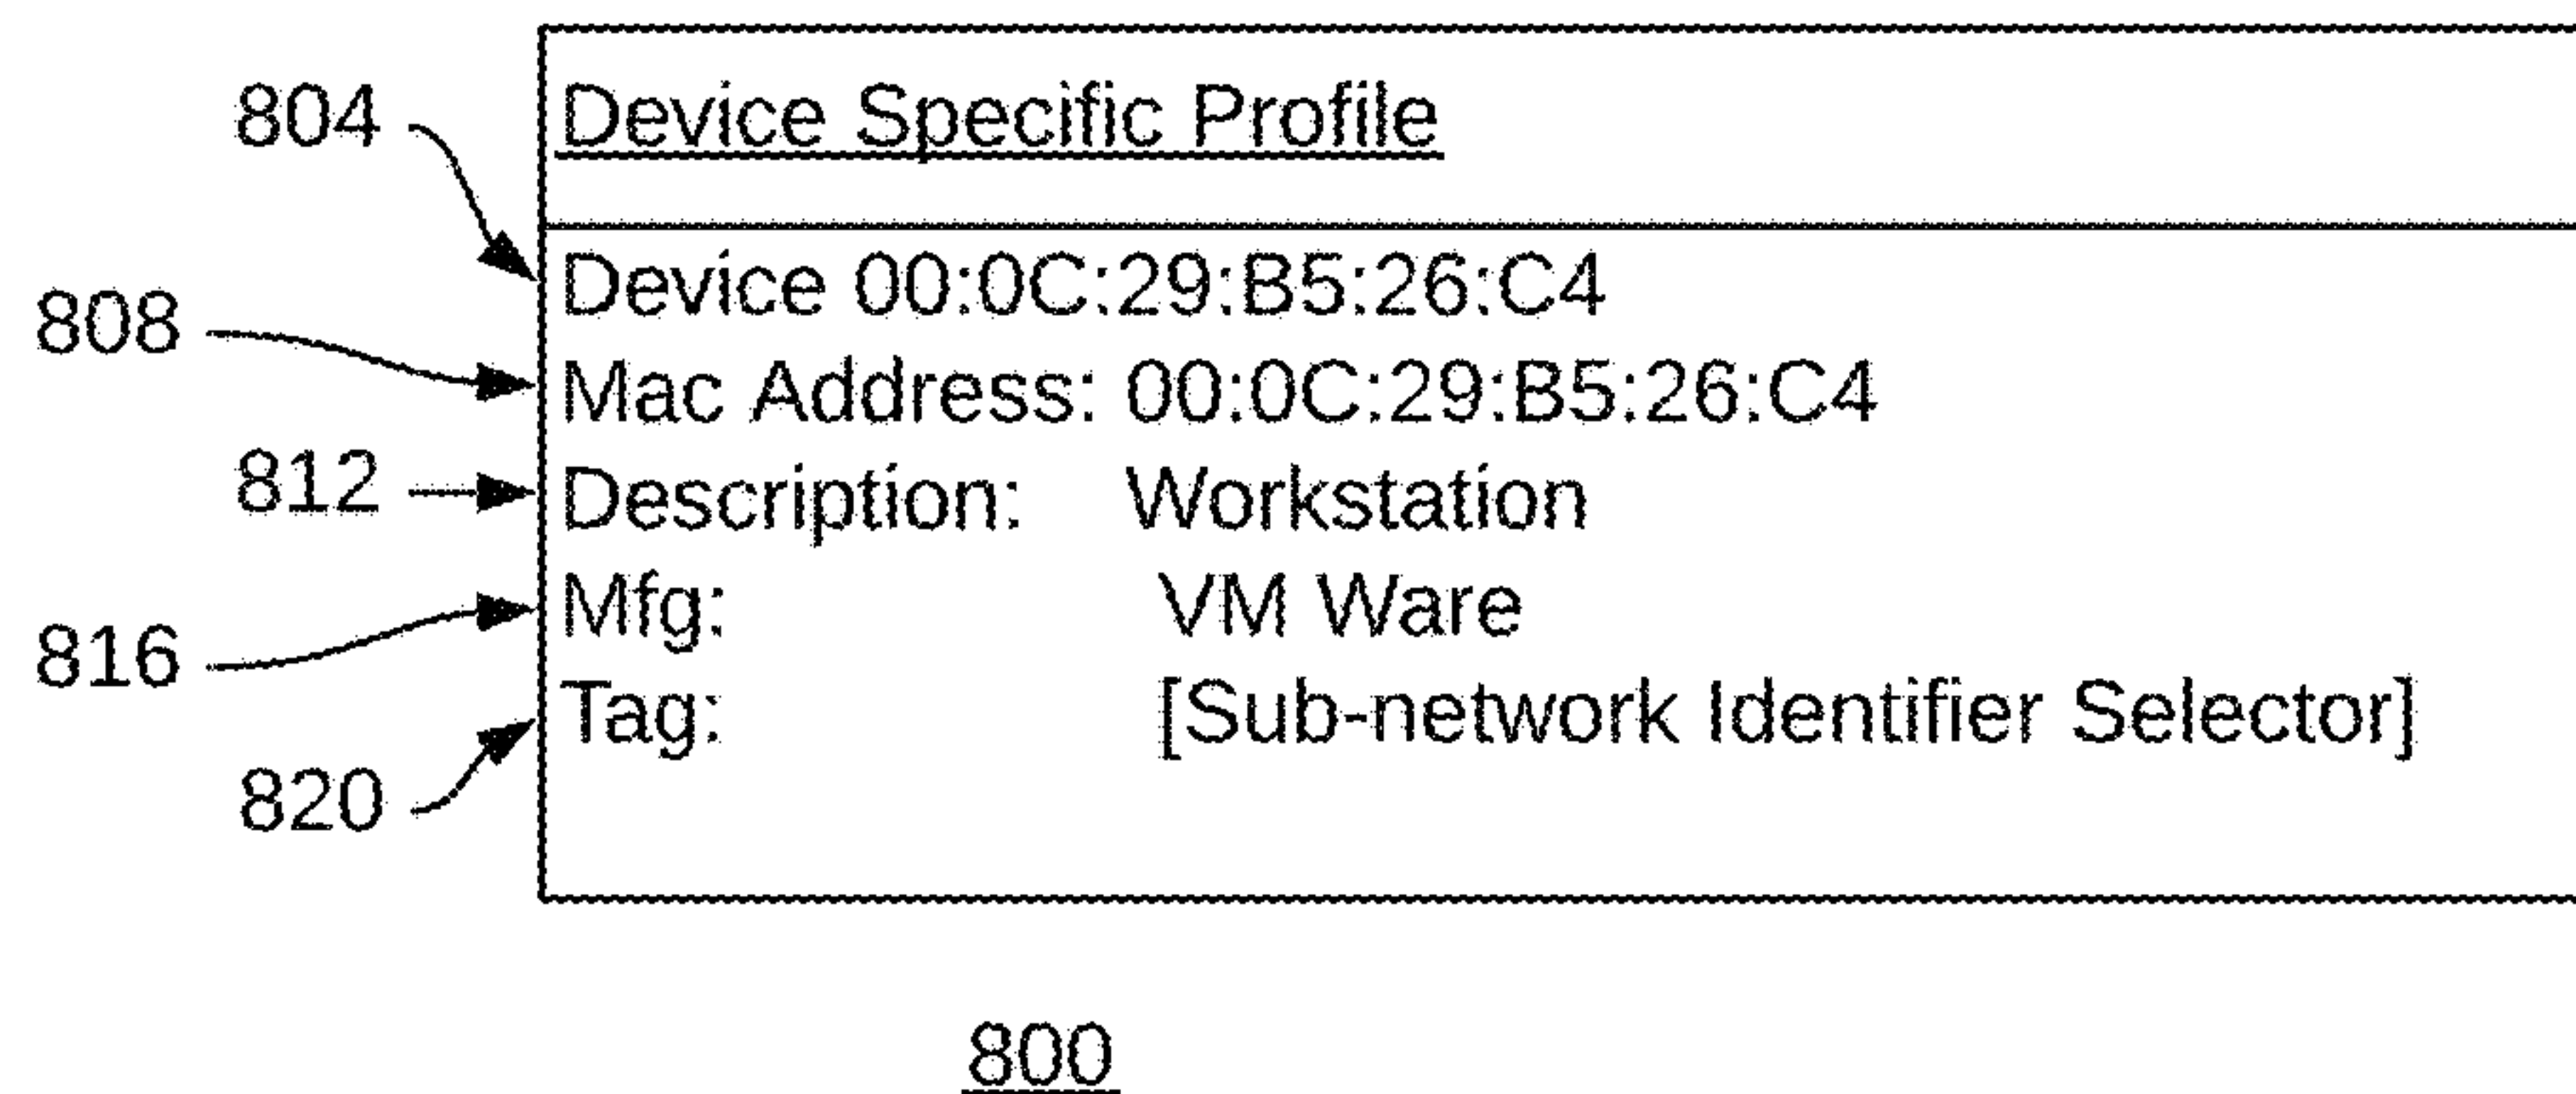 804
Device Specific Profile
Device 00:0C:29:B5:26:C4
808
Mac Address: 00:0C:29:B5:26:C4
812
Description: Workstation
Mfg: VM Ware
816
Tag: [Sub-network Identifier Selector]
820
800